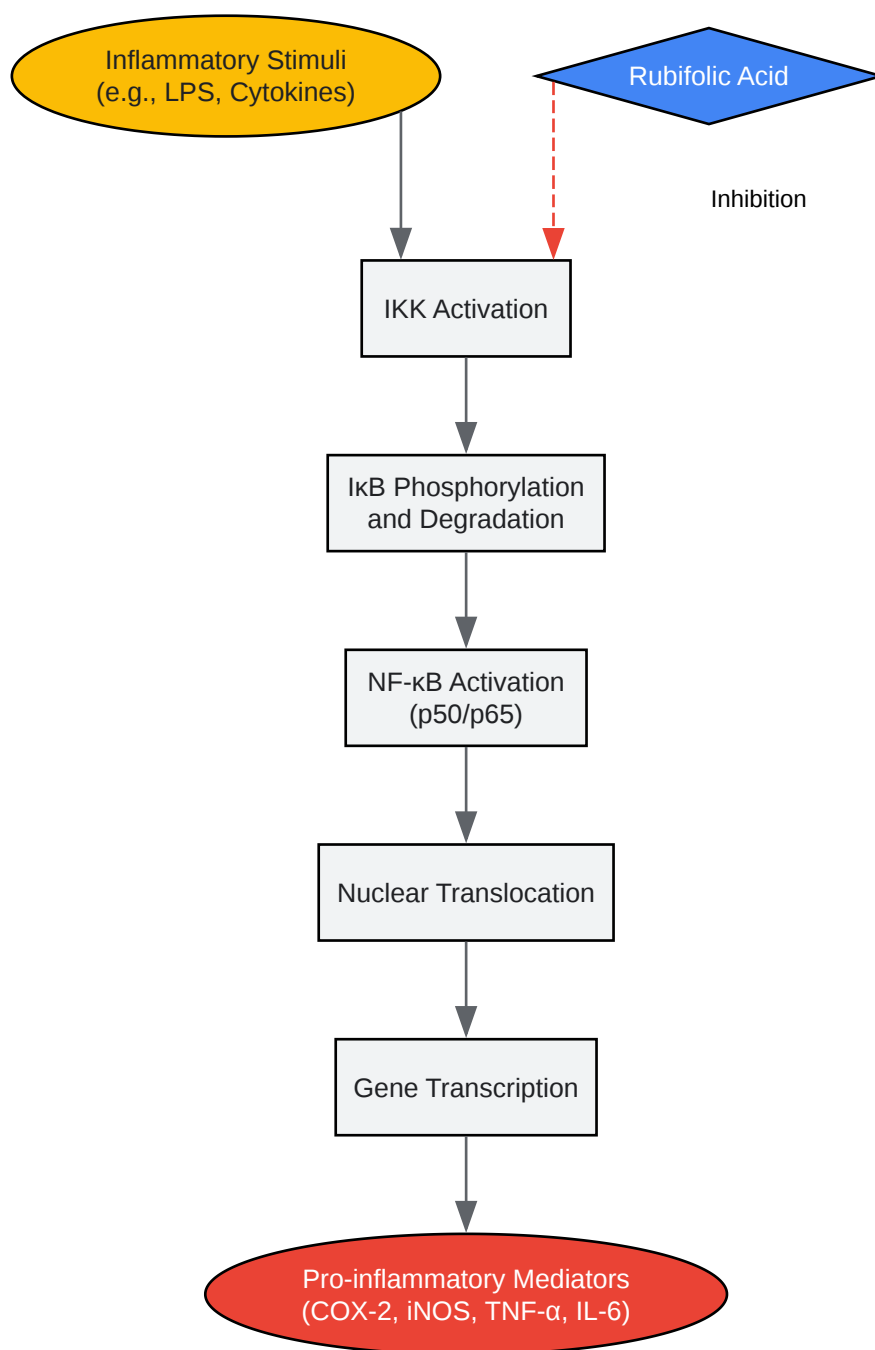 Inflammatory Stimuli
(e.g., LPS, Cytokines)
Rubifolic Acid
Inhibition
IKK Activation
IκB Phosphorylation
and Degradation
NF-κB Activation
(p50/p65)
Nuclear Translocation
Gene Transcription
Pro-inflammatory Mediators
(COX-2, iNOS, TNF-α, IL-6)